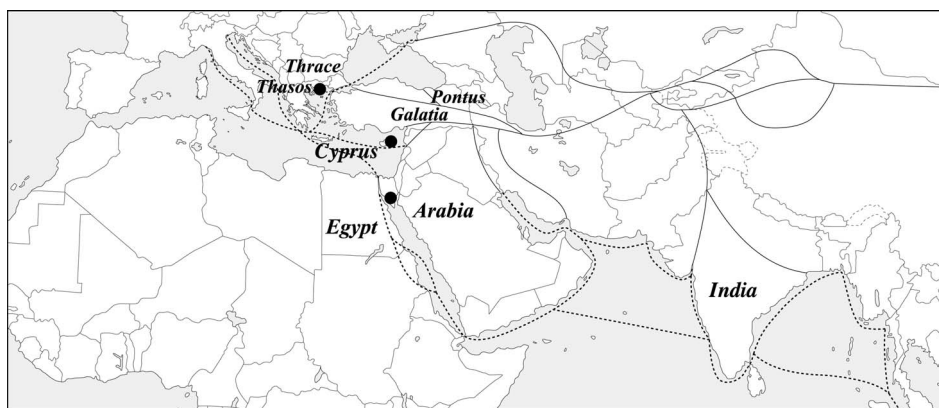 Thrace
Thasos
Pontus
Galatia
Cyprus
Egypt
Arabia
India